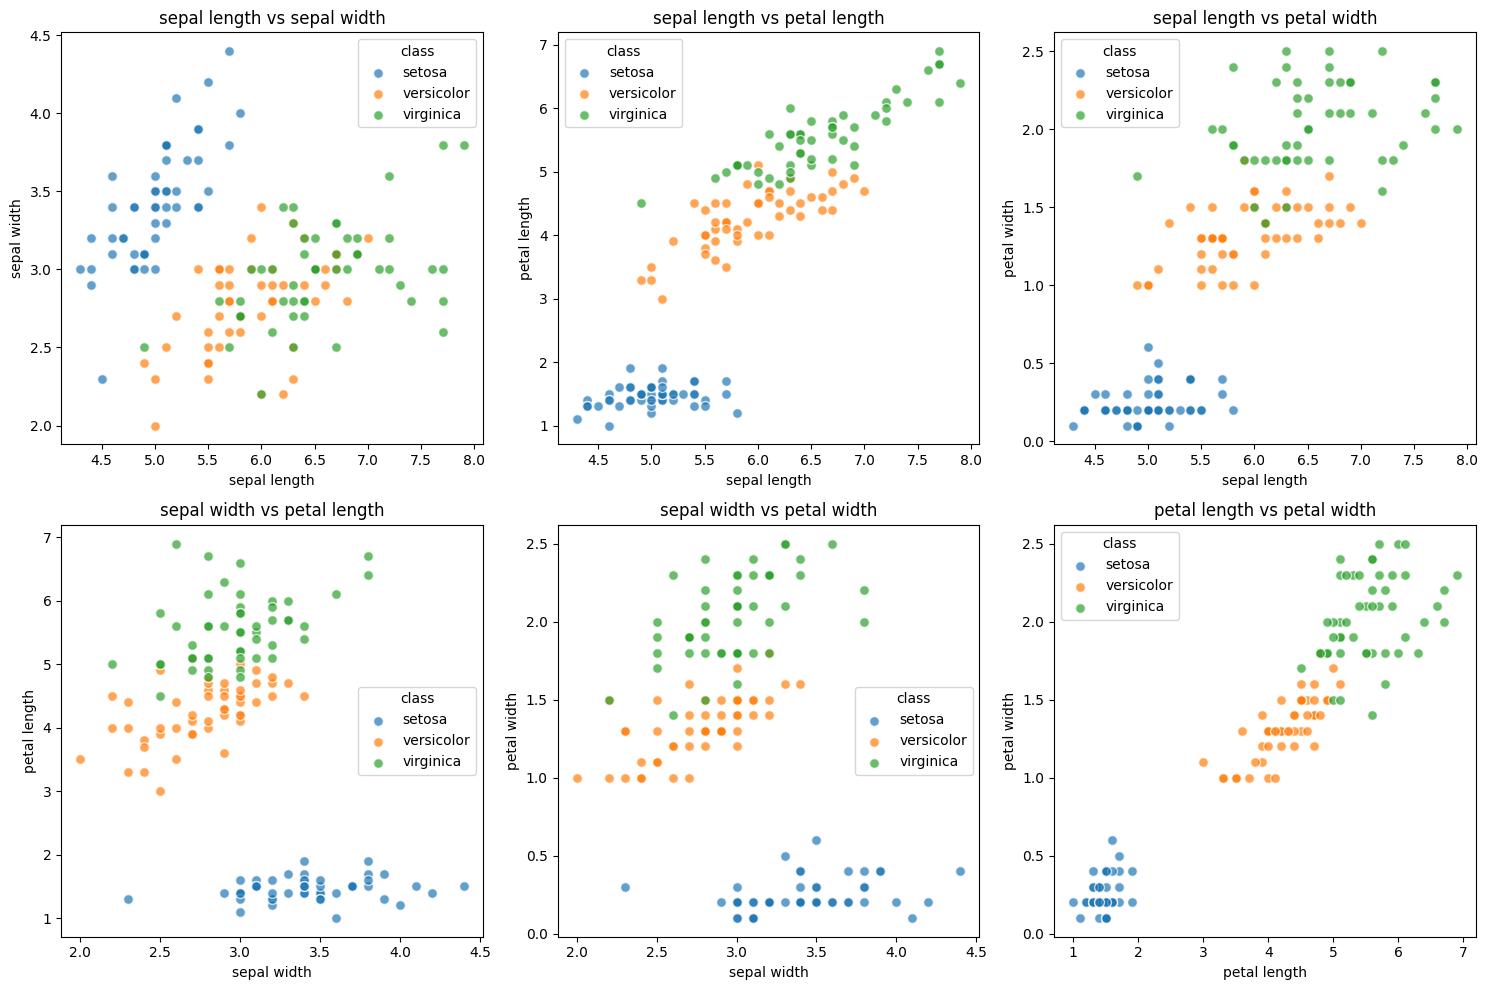 sepal length vs sepal width
4.5
4.0
3.5
3.0
2.5
2.0
sepal width
class
setosa
versicolor
virginica
4.5 5.0 5.5 6.0 6.5 7.0 7.5 8.0
sepal length
sepal length vs petal length
7
6
5
4
3
2
1
petal length
class
setosa
versicolor
virginica
4.5 5.0 5.5 6.0 6.5 7.0 7.5 8.0
sepal length
sepal length vs petal width
2.5
2.0
1.5
1.0
0.5
0.0
petal width
class
setosa
versicolor
virginica
4.5 5.0 5.5 6.0 6.5 7.0 7.5 8.0
sepal length
sepal width vs petal length
7
6
5
4
3
2
1
petal length
class
setosa
versicolor
virginica
2.0 2.5 3.0 3.5 4.0 4.5
sepal width
sepal width vs petal width
2.5
2.0
1.5
1.0
0.5
0.0
petal width
class
setosa
versicolor
virginica
2.0 2.5 3.0 3.5 4.0 4.5
sepal width
petal length vs petal width
2.5
2.0
1.5
1.0
0.5
0.0
petal width
class
setosa
versicolor
virginica
1 2 3 4 5 6 7
petal length